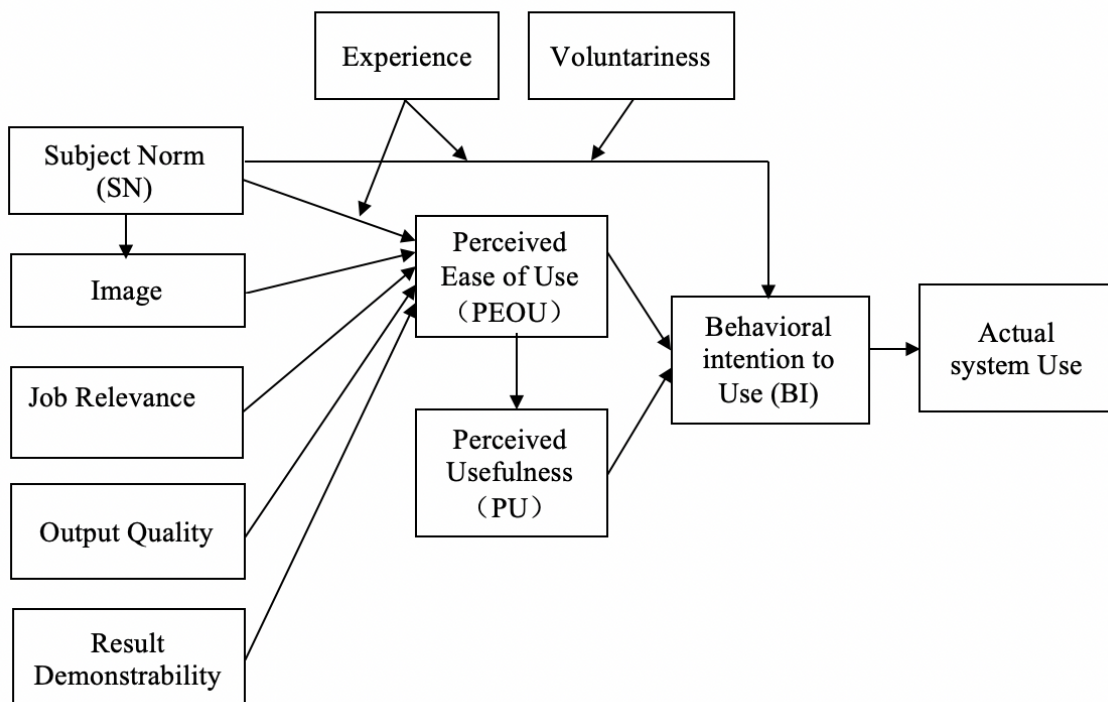 Experience
Voluntariness
Subject Norm
(SN)
Image
Job Relevance
Output Quality
Result
Demonstrability
Perceived
Ease of Use
（PEOU）
Perceived
Usefulness
（PU）
Behavioral
intention to
Use (BI)
Actual
system Use